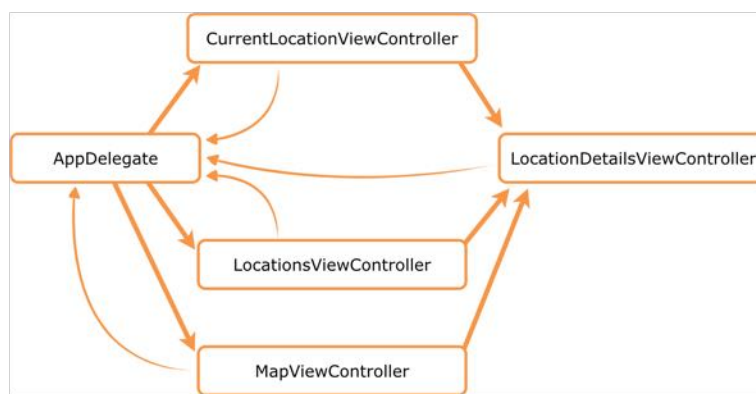 CurrentLocationViewController
AppDelegate
LocationDetailsViewController
LocationsViewController
MapViewController